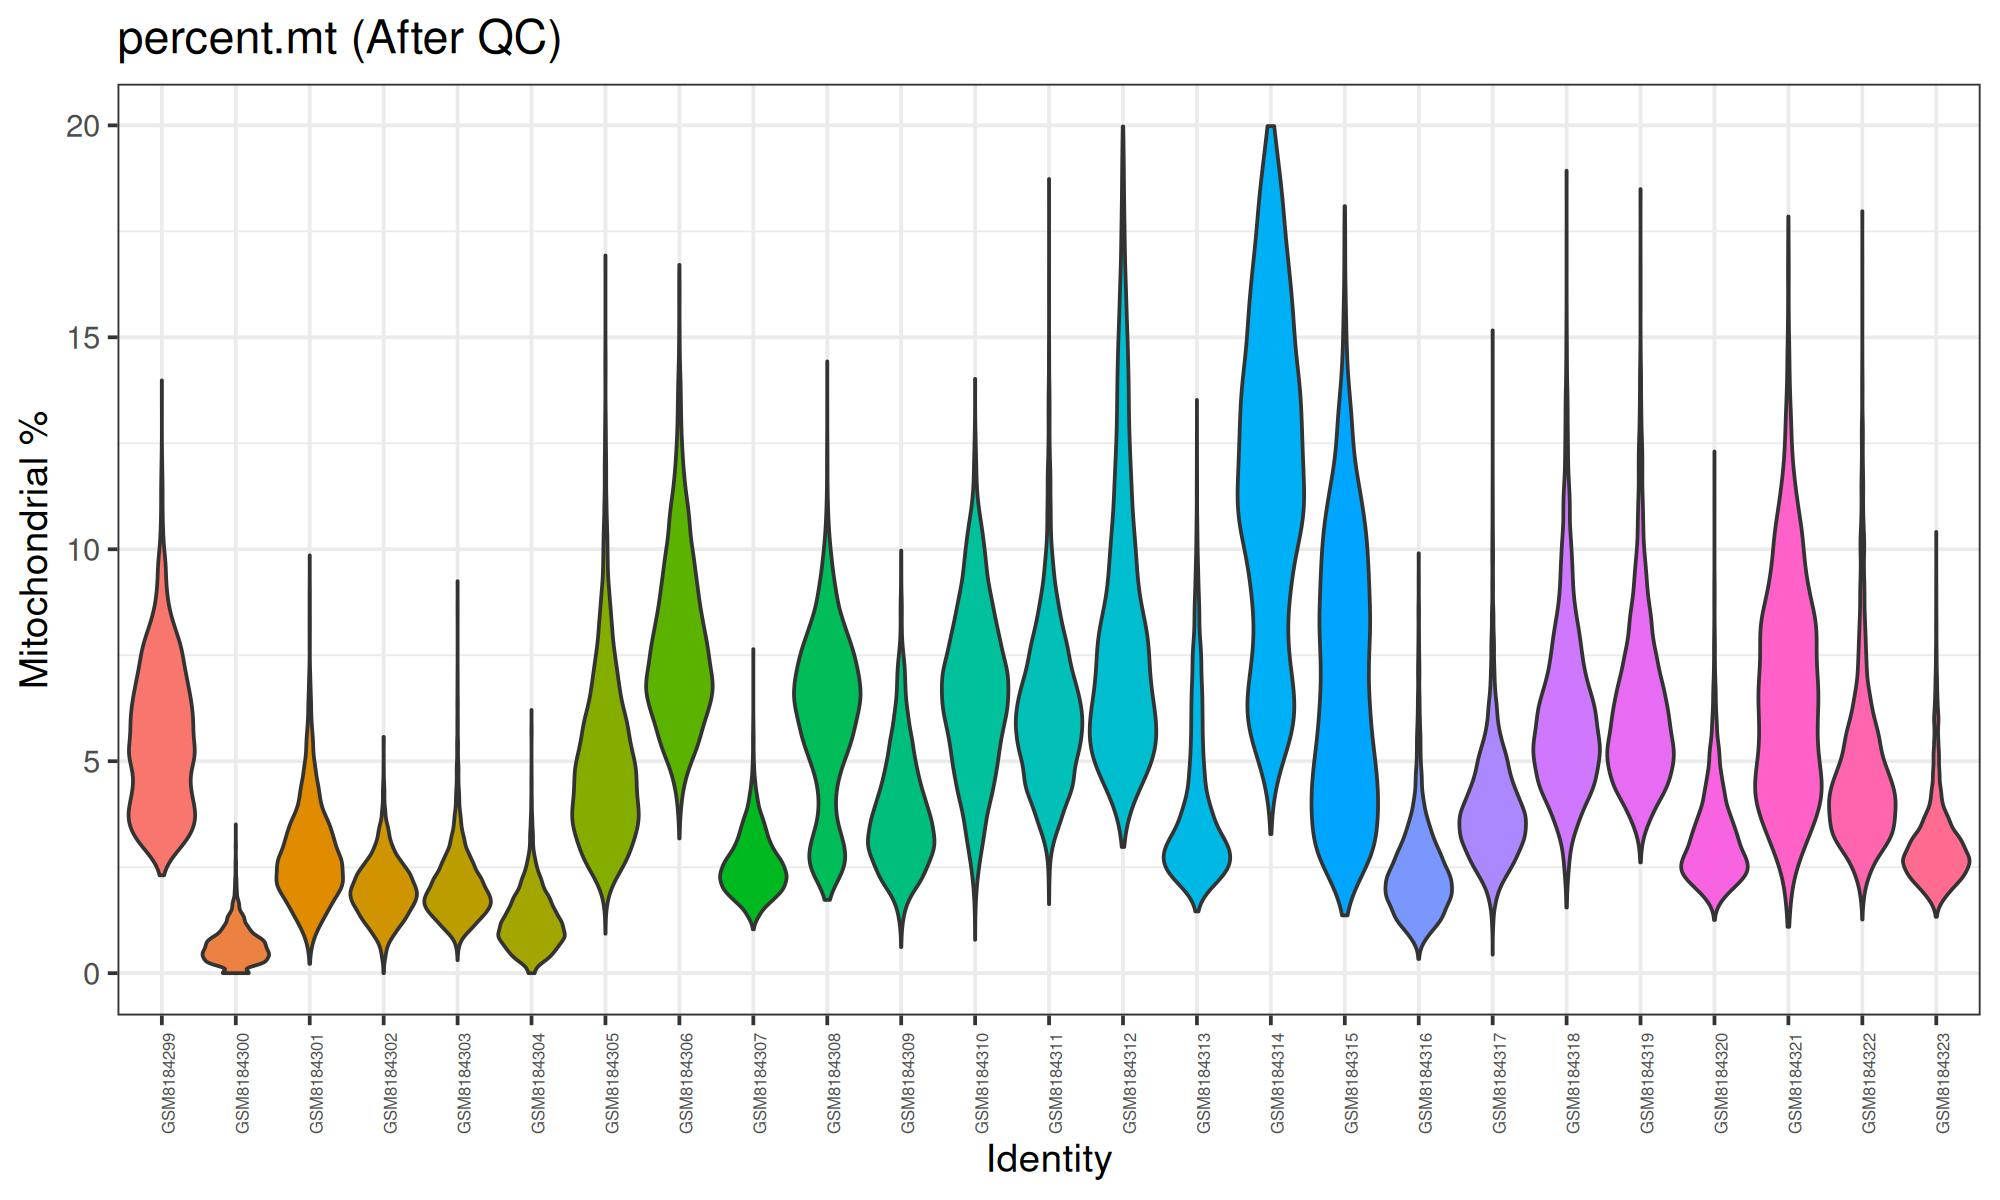 percent.mt (After QC)
Mitochondrial %
20
15
10
5
0
GSM8184299
GSM8184300
GSM8184301
GSM8184302
GSM8184303
GSM8184304
GSM8184305
GSM8184306
GSM8184307
GSM8184308
GSM8184309
GSM8184310
GSM8184311
GSM8184312
GSM8184313
GSM8184314
GSM8184315
GSM8184316
GSM8184317
GSM8184318
GSM8184319
GSM8184320
GSM8184321
GSM8184322
GSM8184323
Identity